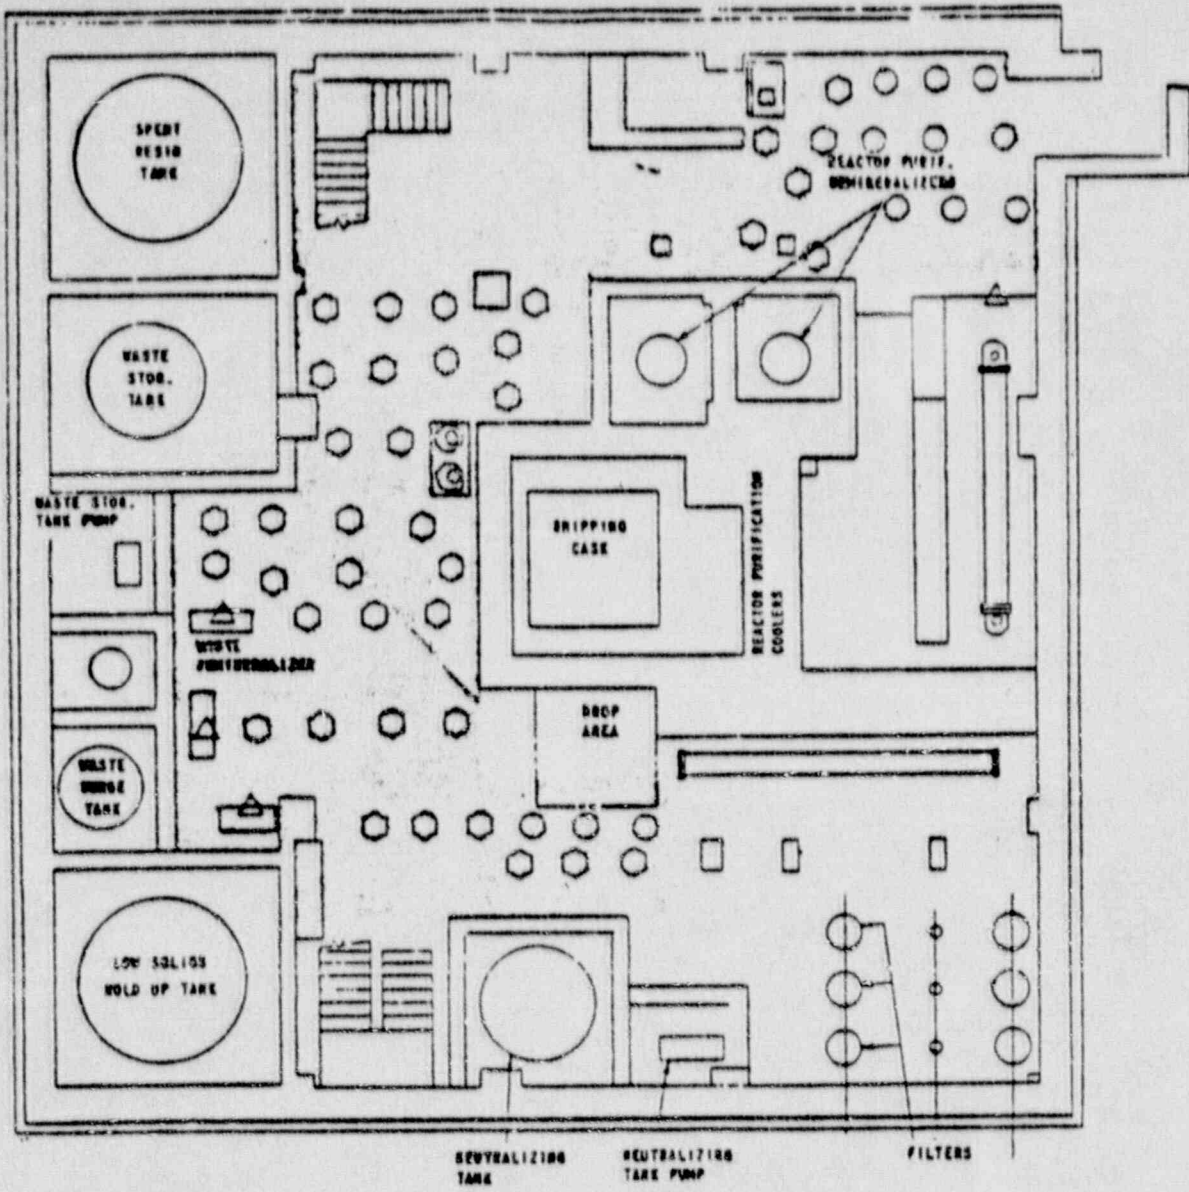 SPENT
RESIN
TANK
REACTOR PURIF.
DEMINERALIZERS
WASTE
STOR.
TANK
WASTE STOR.
TANK PUMP
SHIPPING
CASK
REACTOR PURIFICATION
COOLERS
WASTE
DEMINERALIZER
DROP
AREA
WASTE
SURGE
TANK
LOW SOLIDS
HOLD UP TANK
NEUTRALIZING
TANK
NEUTRALIZING
TANK PUMP
FILTERS